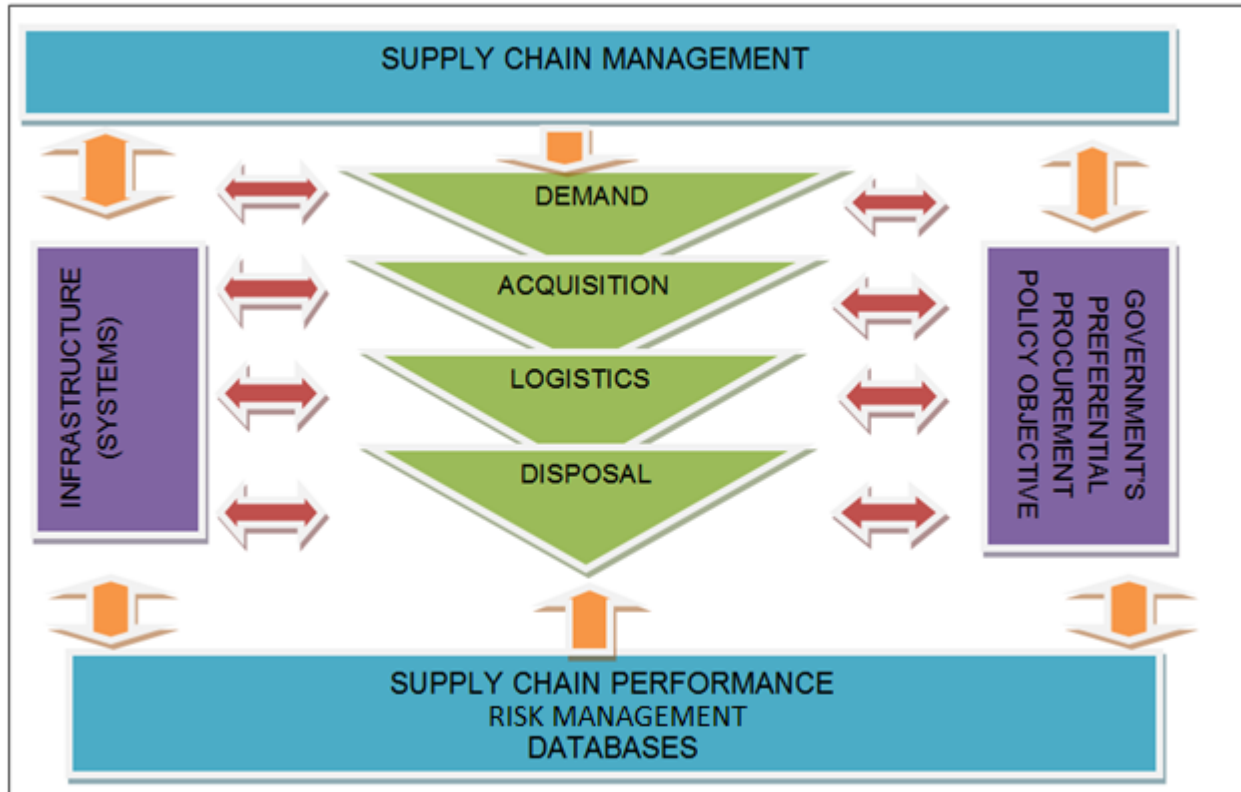 SUPPLY CHAIN MANAGEMENT
DEMAND
ACQUISITION
LOGISTICS
DISPOSAL
INFRASTRUCTURE
(SYSTEMS)
GOVERNMENT'S
PREFERENTIAL
PROCUREMENT
POLICY OBJECTIVE
SUPPLY CHAIN PERFORMANCE
RISK MANAGEMENT
DATABASES